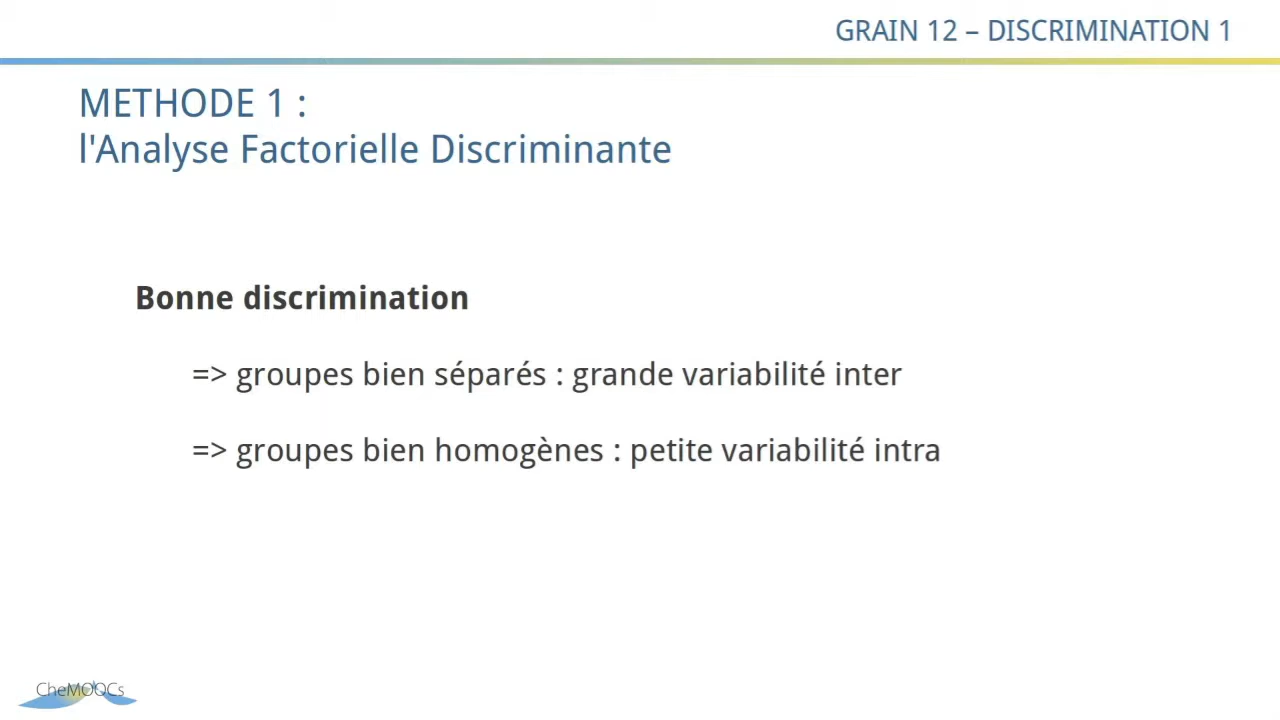 GRAIN 12 – DISCRIMINATION 1
METHODE 1 :
l'Analyse Factorielle Discriminante
Bonne discrimination
=> groupes bien séparés : grande variabilité inter
=> groupes bien homogènes : petite variabilité intra
CheMOOCs